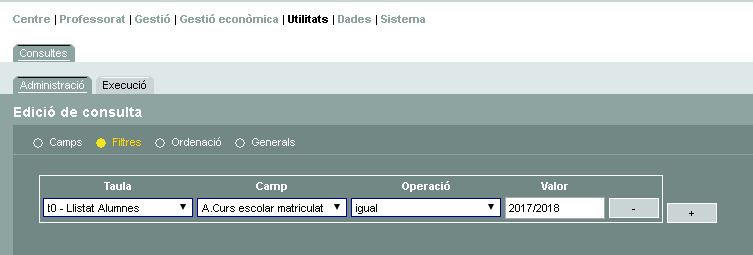 Centre | Professorat | Gestió | Gestió econòmica | Utilitats | Dades | Sistema
Consultes
Administració Execució
Edició de consulta
Camps Filtres Ordenació Generals
Taula Camp Operació Valor
t0 - Llistat Alumnes A.Curs escolar matriculat igual 2017/2018 - +